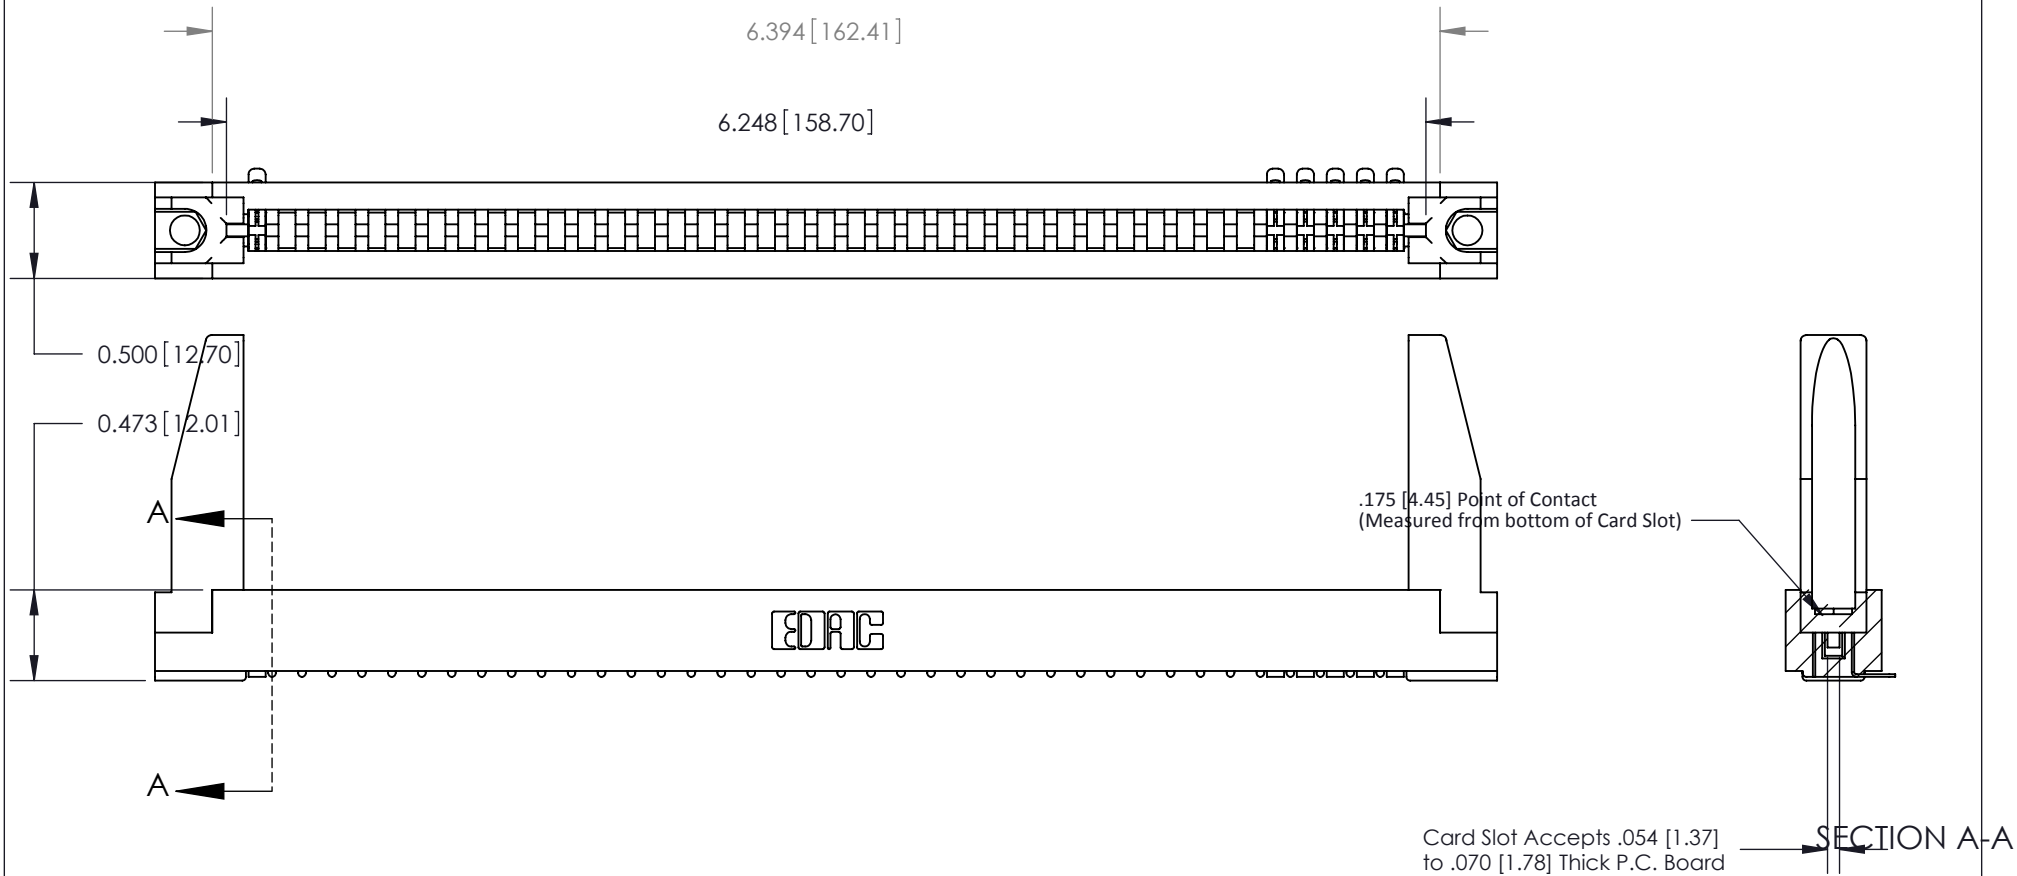 6.394[162.41]
6.248[158.70]
0.500[12.70]
0.473[12.01]
A
.175 [4.45] Point of Contact
(Measured from bottom of Card Slot)
EDAC
A
Card Slot Accepts .054 [1.37]
to .070 [1.78] Thick P.C. Board
SECTION A-A